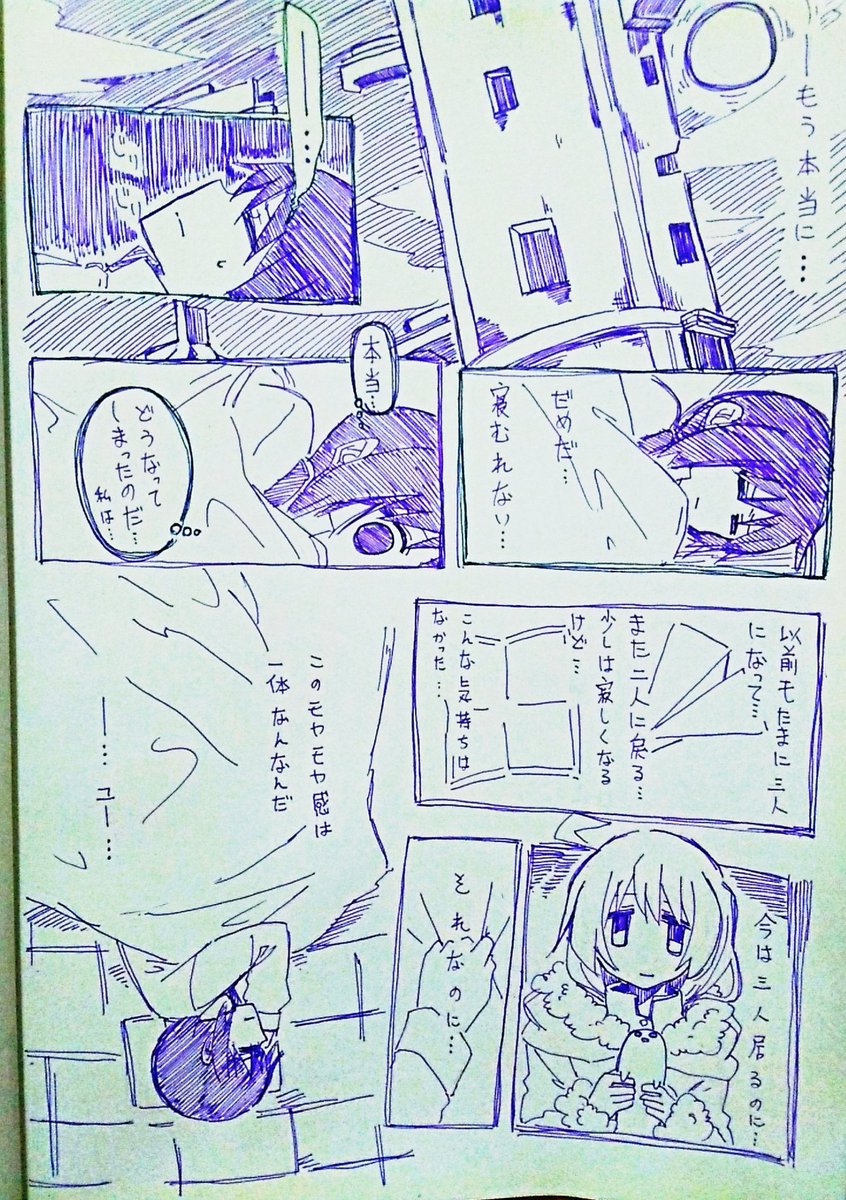 ――もう本当に…
――…
だめだ…
寝むれない…
本当…
どうなって
しまったのだ…
私は…
以前もたまに三人
になって…、
また二人に戻る…
少しは寂しくなる
けど…
こんな気持ちは
なかった…
今は三人居るのに…
それなのに…
このモヤモヤ感は
一体なんなんだ
――…ユー…